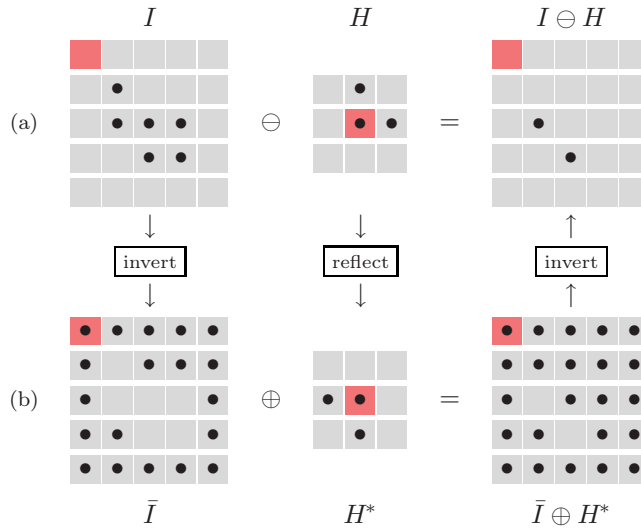 I H I ⊖ H
(a) ⊖ =
↓ ↓ ↑
invert reflect invert
↓ ↓ ↑
(b) ⊕ =
Ī H* Ī ⊕ H*